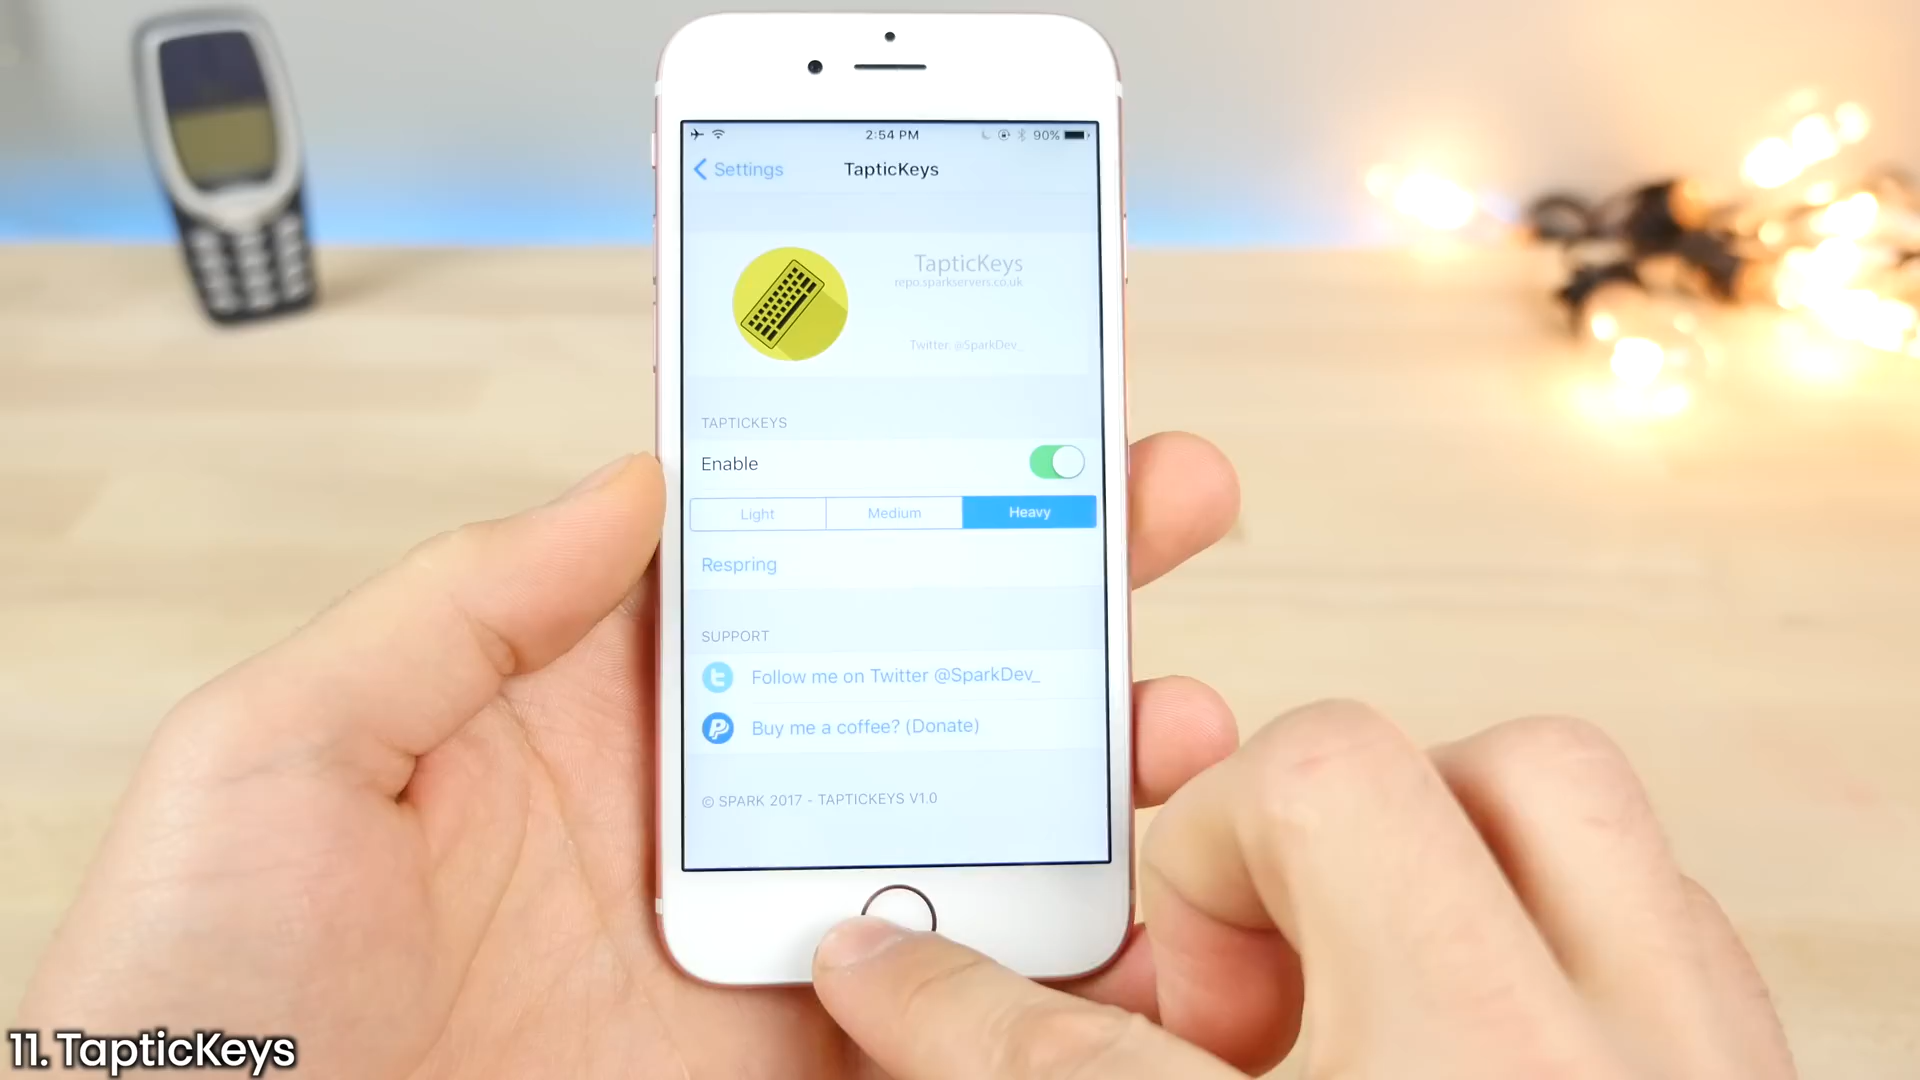 2:54 PM
90%
Settings
TapticKeys
TapticKeys
repo.sparkservers.co.uk
Twitter @SparkDev_
TAPTICKEYS
Enable
Light Medium Heavy
Respring
SUPPORT
Follow me on Twitter @SparkDev_
Buy me a coffee? (Donate)
© SPARK 2017 - TAPTICKEYS V1.0
11. TapticKeys